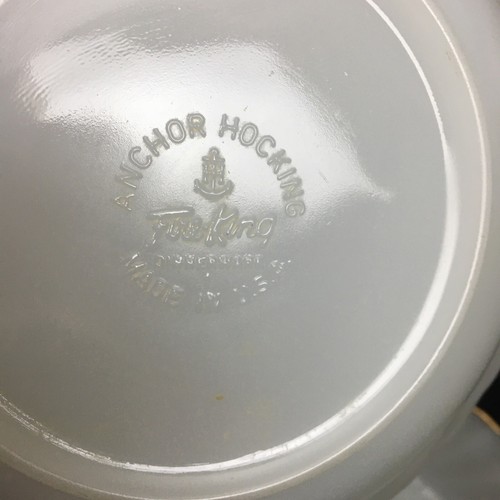 ANCHOR HOCKING
Fire King
MADE IN U.S.A.